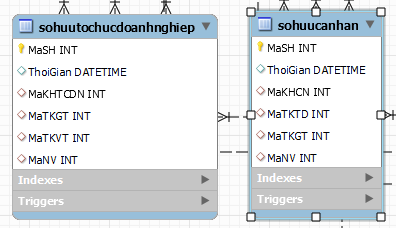 sohuutochucdoanhnghiep
MaSH INT
ThoiGian DATETIME
MaKHTCDN INT
MaTKGT INT
MaTKVT INT
MaNV INT
Indexes
Triggers
sohuucanhan
MaSH INT
ThoiGian DATETIME
MaKHCN INT
MaTKTD INT
MaTKGT INT
MaNV INT
Indexes
Triggers